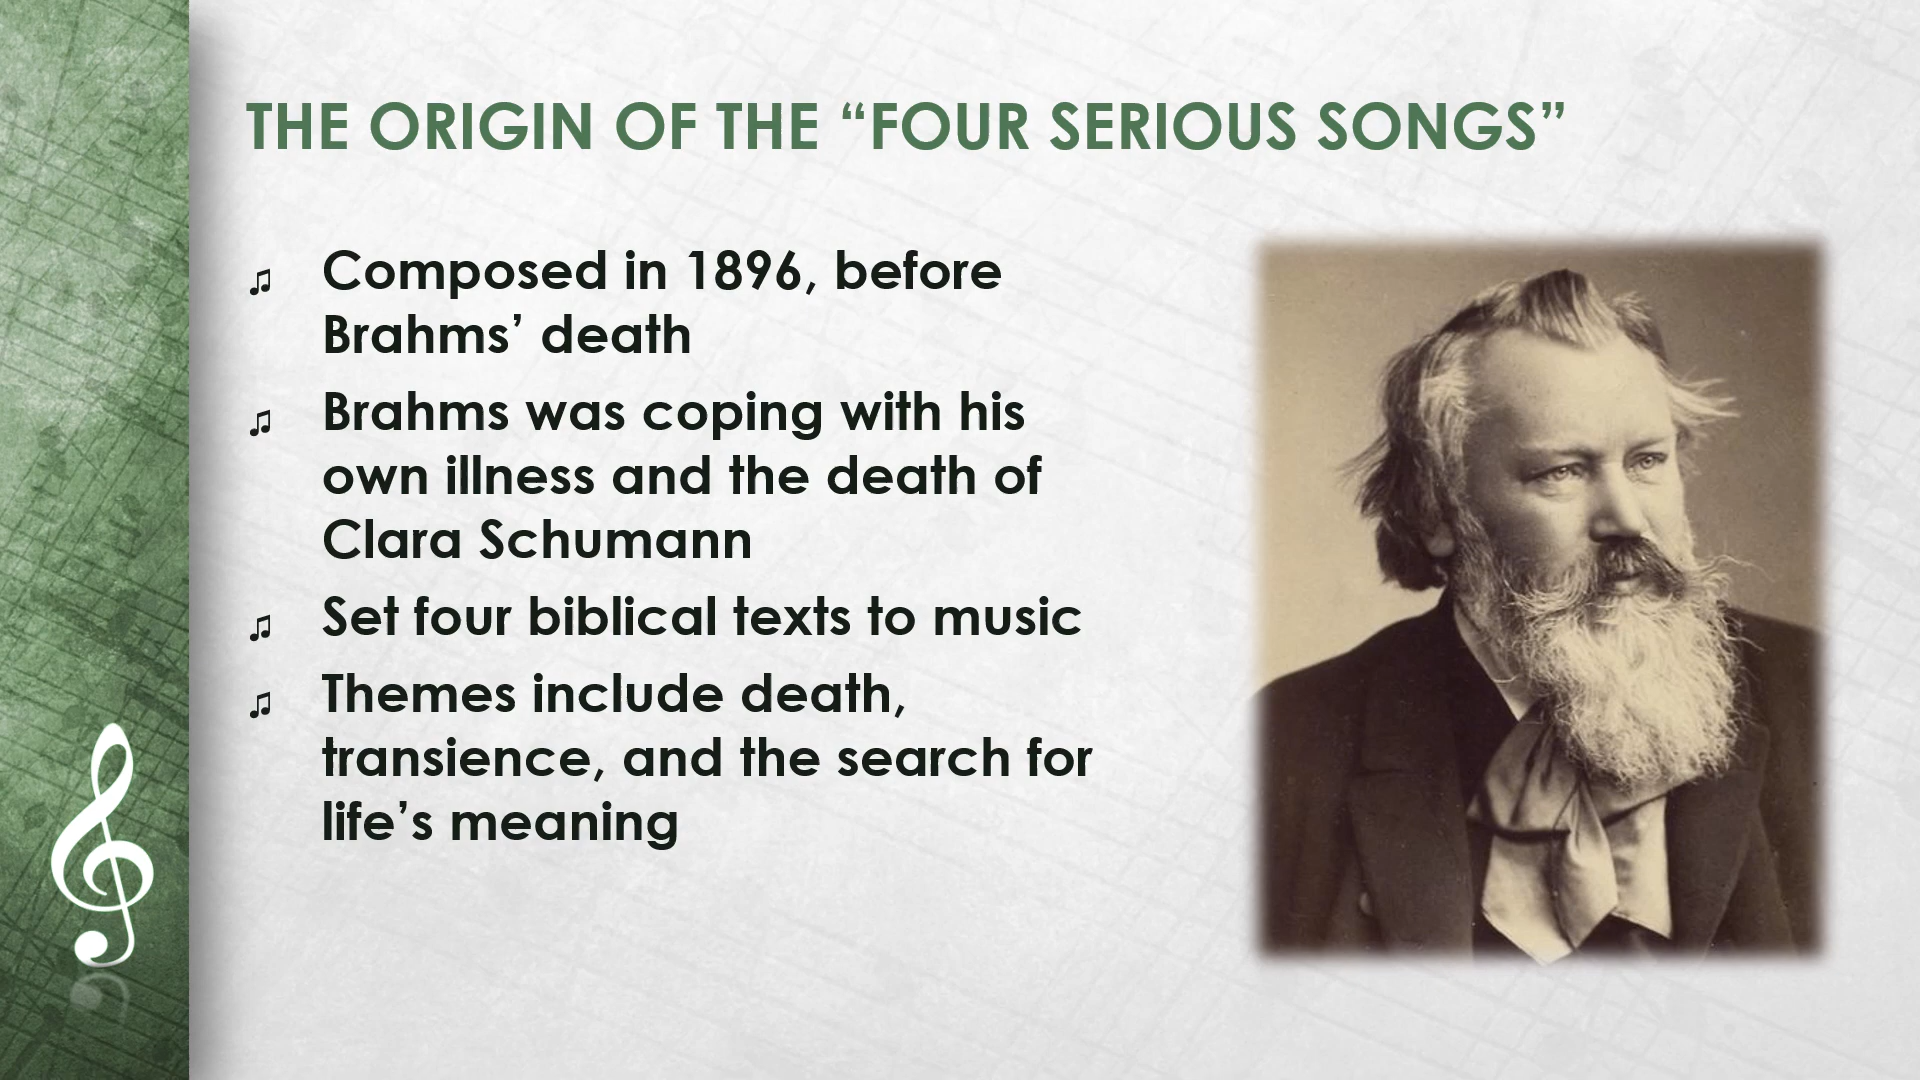 THE ORIGIN OF THE “FOUR SERIOUS SONGS”
♫ Composed in 1896, before
Brahms’ death
♫ Brahms was coping with his
own illness and the death of
Clara Schumann
♫ Set four biblical texts to music
♫ Themes include death,
transience, and the search for
life’s meaning